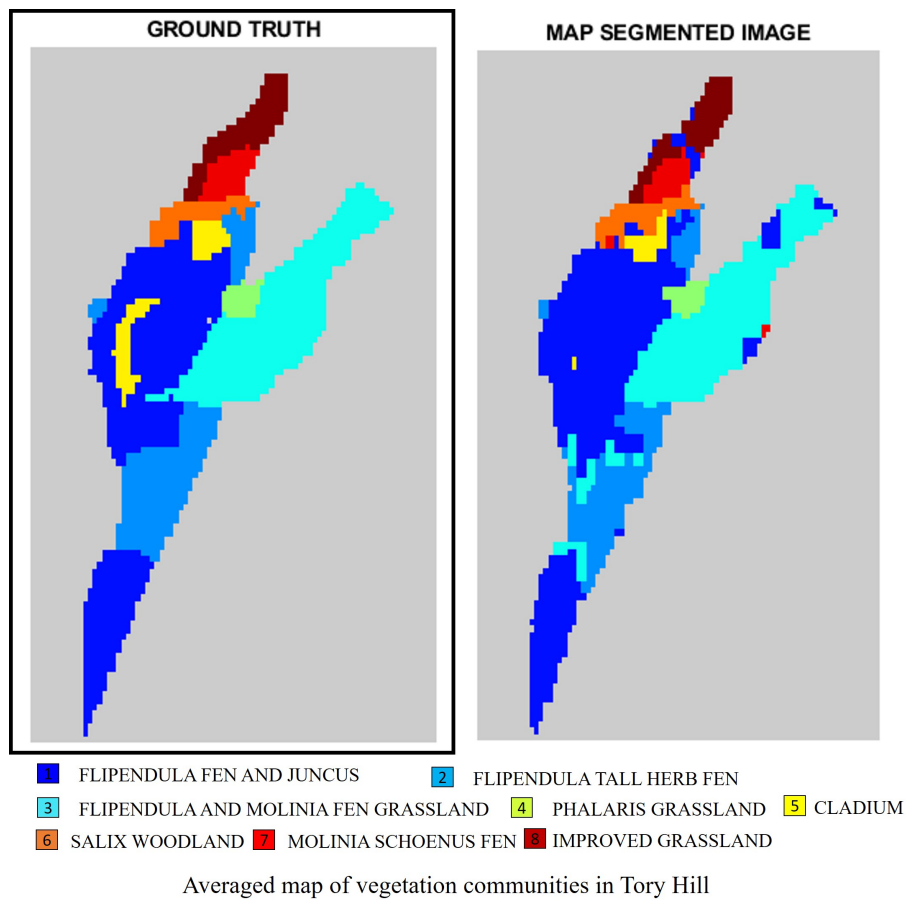 GROUND TRUTH
MAP SEGMENTED IMAGE
1 FLIPENDULA FEN AND JUNCUS
2 FLIPENDULA TALL HERB FEN
3 FLIPENDULA AND MOLINIA FEN GRASSLAND
4 PHALARIS GRASSLAND
5 CLADIUM
6 SALIX WOODLAND
7 MOLINIA SCHOENUS FEN
8 IMPROVED GRASSLAND
Averaged map of vegetation communities in Tory Hill